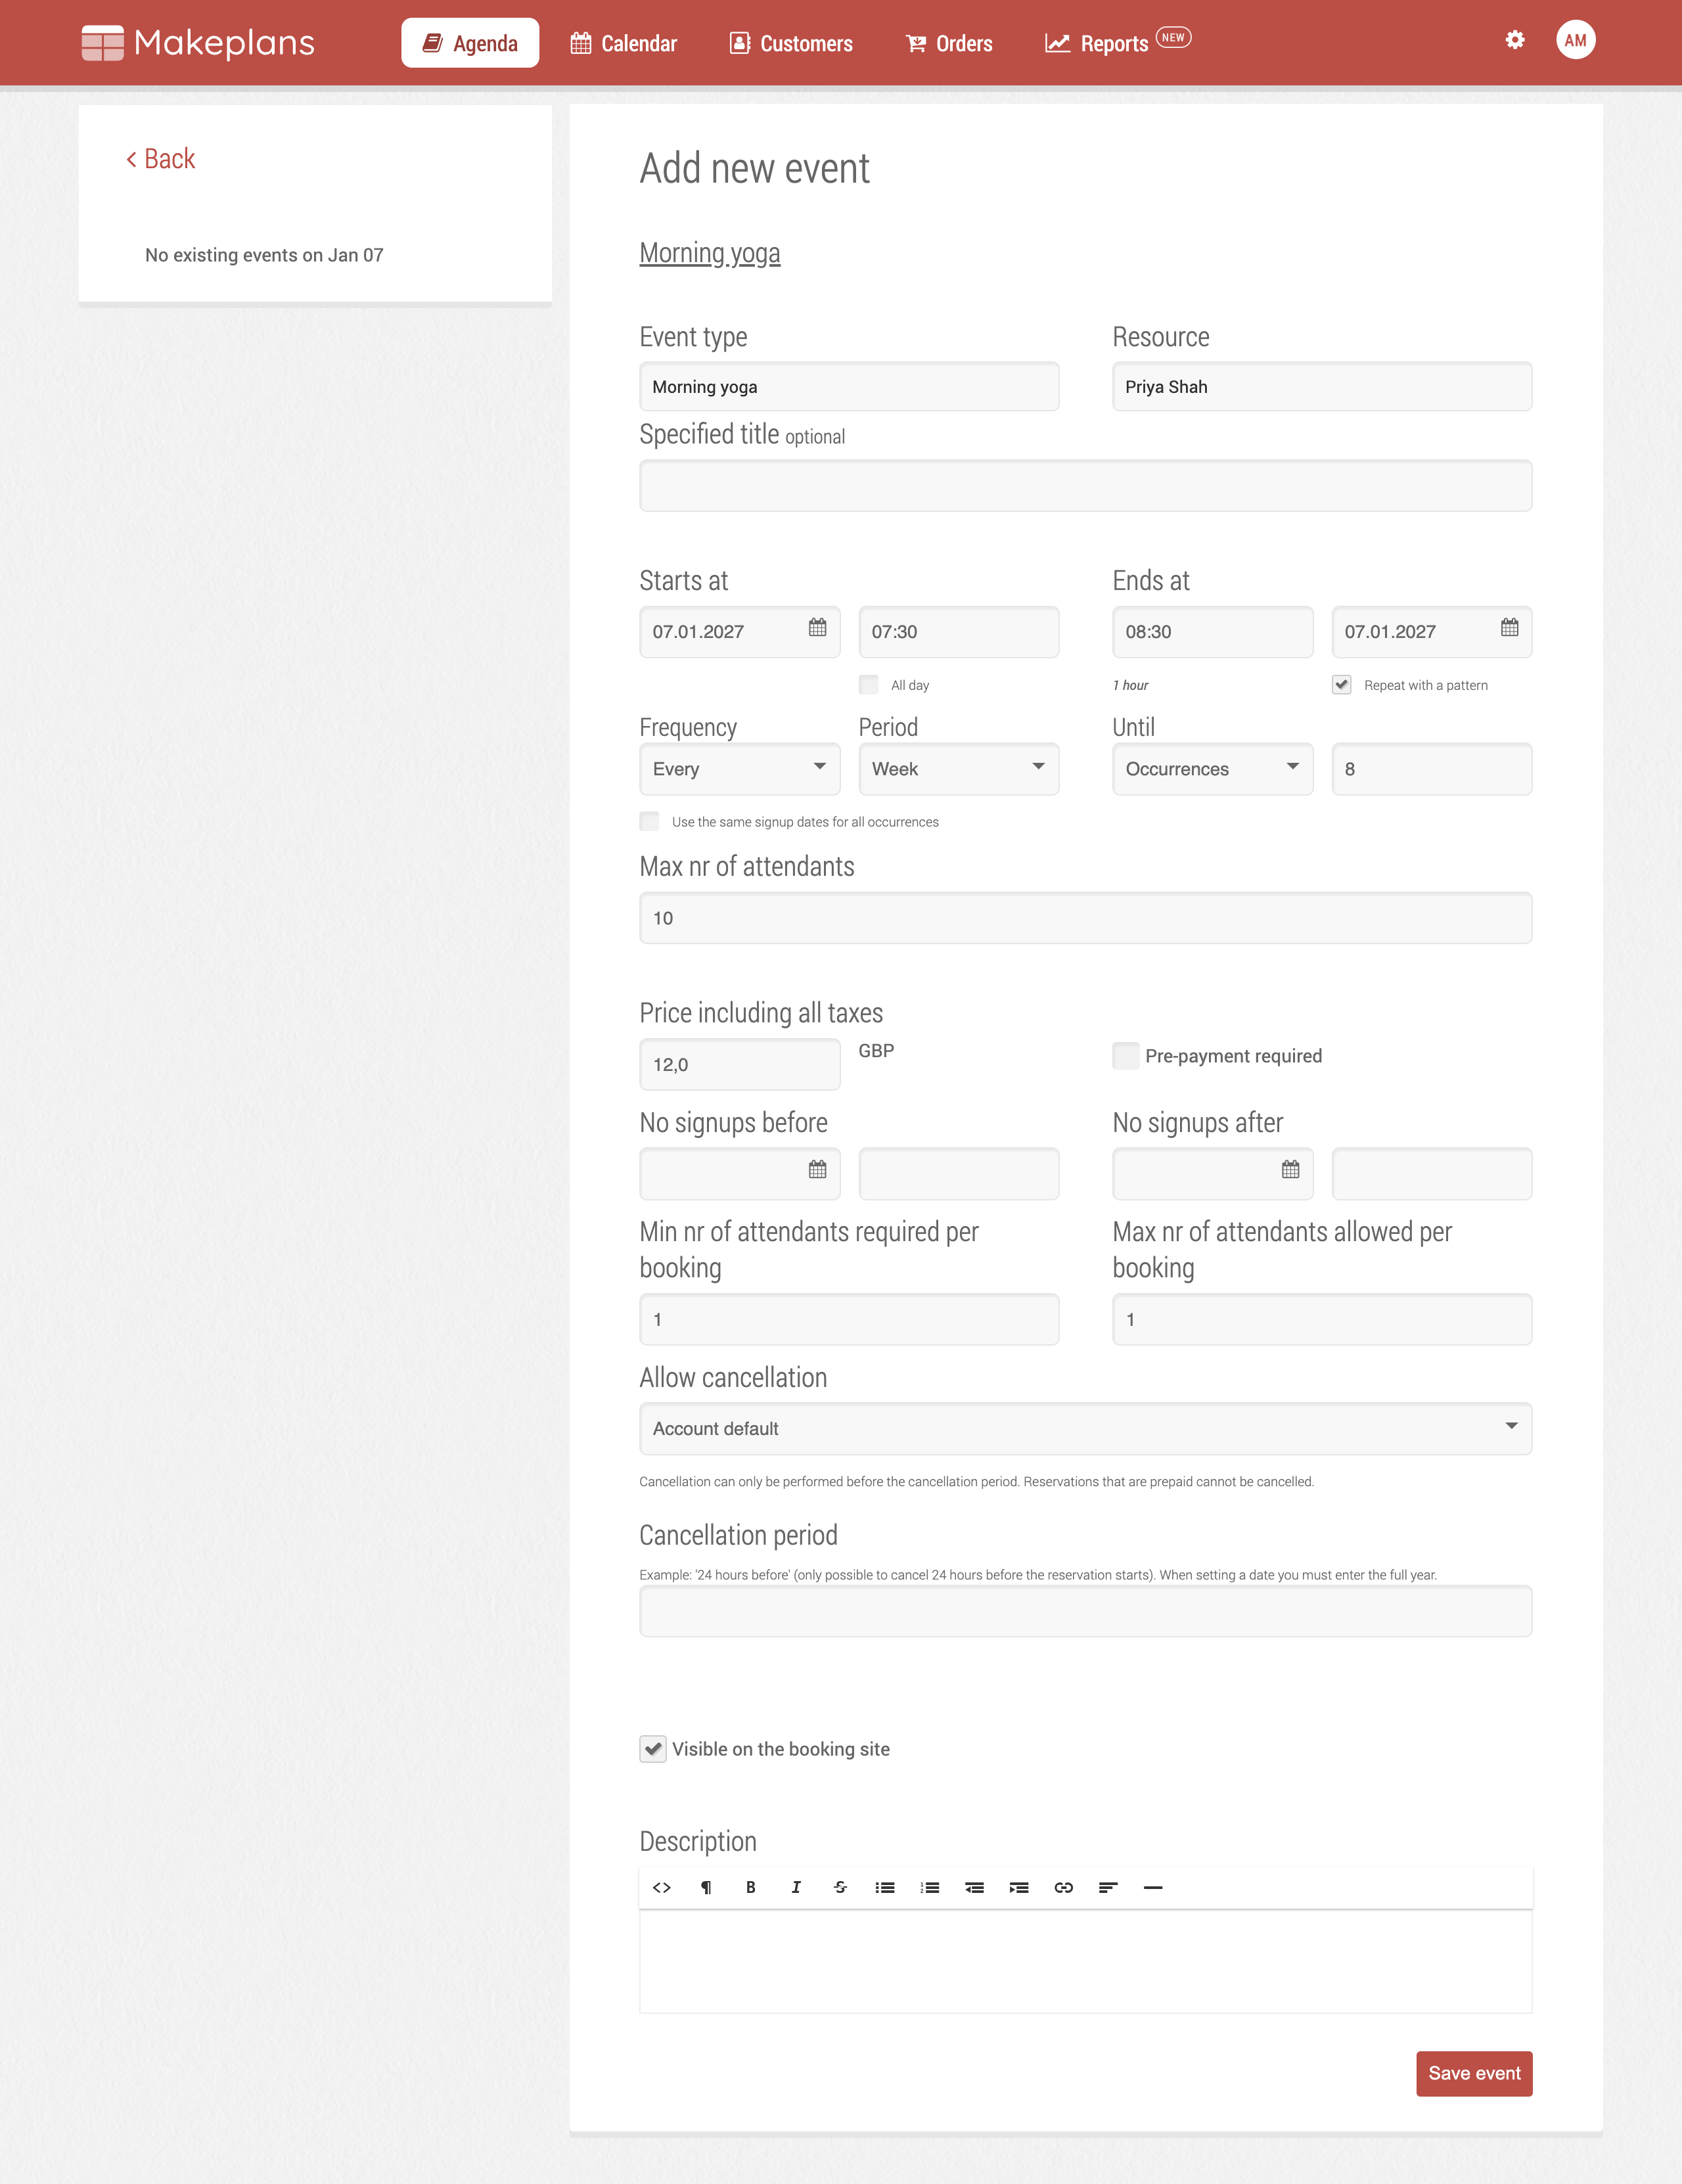 Makeplans
Agenda
Calendar
Customers
Orders
Reports NEW
AM
Back
No existing events on Jan 07
Add new event
Morning yoga
Event type
Resource
Morning yoga
Priya Shah
Specified title optional
Starts at
Ends at
07.01.2027
07:30
08:30
07.01.2027
All day
1 hour
Repeat with a pattern
Frequency
Period
Until
Every
Week
Occurrences
8
Use the same signup dates for all occurrences
Max nr of attendants
10
Price including all taxes
12,0
GBP
Pre-payment required
No signups before
No signups after
Min nr of attendants required per
booking
Max nr of attendants allowed per
booking
1
1
Allow cancellation
Account default
Cancellation can only be performed before the cancellation period. Reservations that are prepaid cannot be cancelled.
Cancellation period
Example: '24 hours before' (only possible to cancel 24 hours before the reservation starts). When setting a date you must enter the full year.
Visible on the booking site
Description
Save event